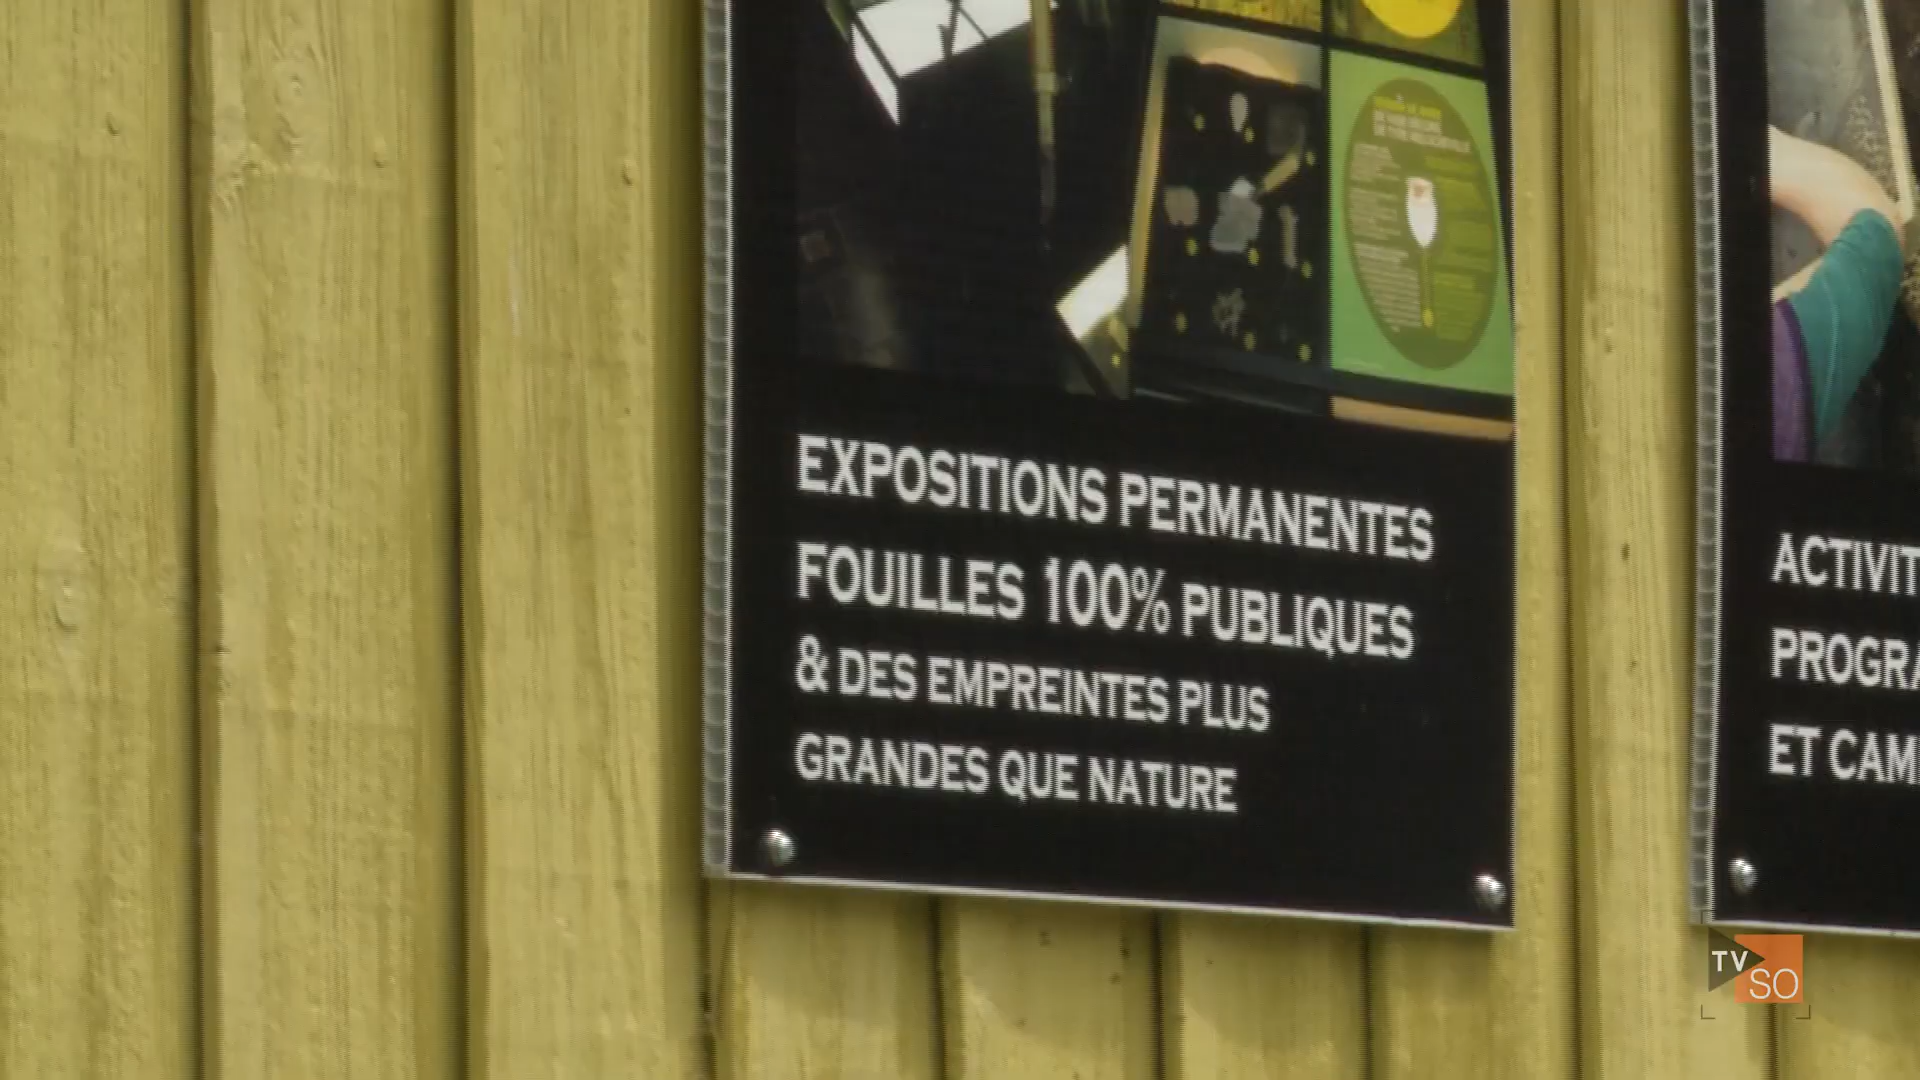 EXPOSITIONS PERMANENTES
FOUILLES 100% PUBLIQUES
& DES EMPREINTES PLUS
GRANDES QUE NATURE
ACTIVIT
PROGRA
ET CAM
TV
SO